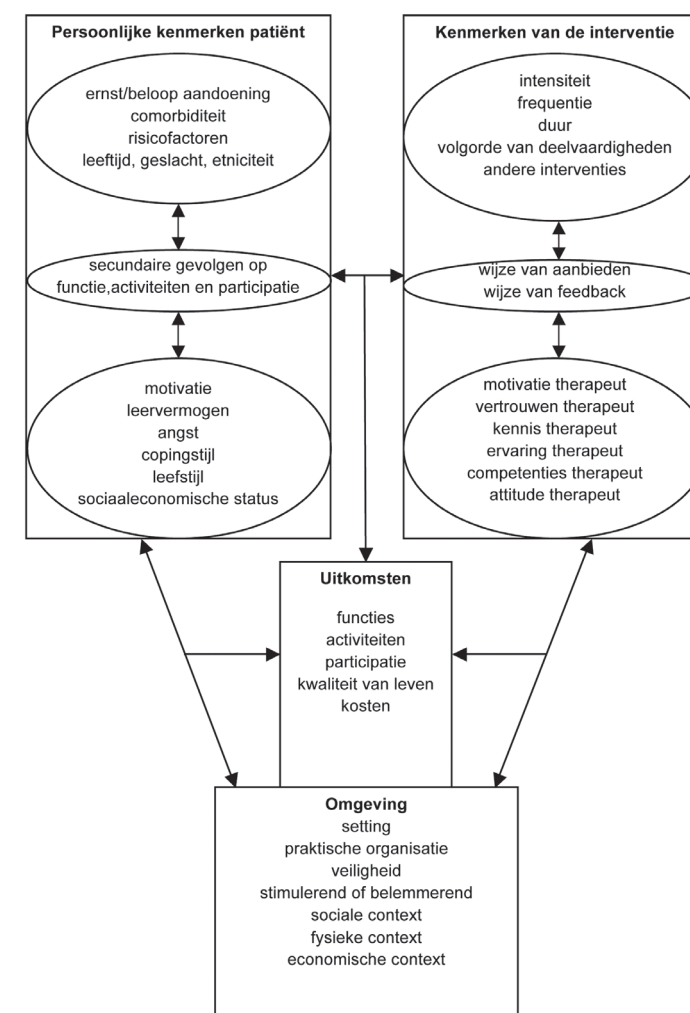 Persoonlijke kenmerken patiënt
ernst/beloop aandoening
comorbiditeit
risicofactoren
leeftijd, geslacht, etniciteit
secundaire gevolgen op
functie,activiteiten en participatie
motivatie
leervermogen
angst
copingstijl
leefstijl
sociaaleconomische status
Kenmerken van de interventie
intensiteit
frequentie
duur
volgorde van deelvaardigheden
andere interventies
wijze van aanbieden
wijze van feedback
motivatie therapeut
vertrouwen therapeut
kennis therapeut
ervaring therapeut
competenties therapeut
attitude therapeut
Uitkomsten
functies
activiteiten
participatie
kwaliteit van leven
kosten
Omgeving
setting
praktische organisatie
veiligheid
stimulerend of belemmerend
sociale context
fysieke context
economische context